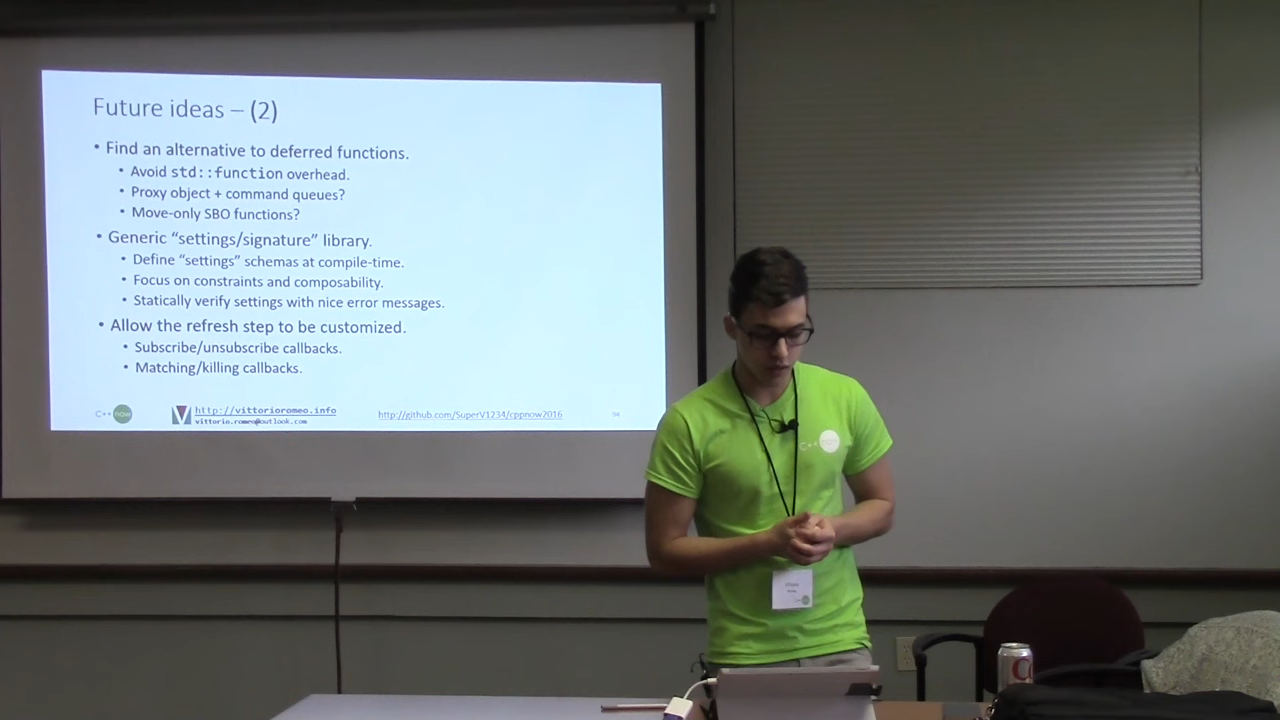 Future ideas – (2)
• Find an alternative to deferred functions.
• Avoid std::function overhead.
• Proxy object + command queues?
• Move-only SBO functions?
• Generic “settings/signature” library.
• Define “settings” schemas at compile-time.
• Focus on constraints and composability.
• Statically verify settings with nice error messages.
• Allow the refresh step to be customized.
• Subscribe/unsubscribe callbacks.
• Matching/killing callbacks.
C++ now
http://vittorioromeo.info
vittorio.romeo@outlook.com
http://github.com/SuperV1234/cppnow2016
94
C++ now